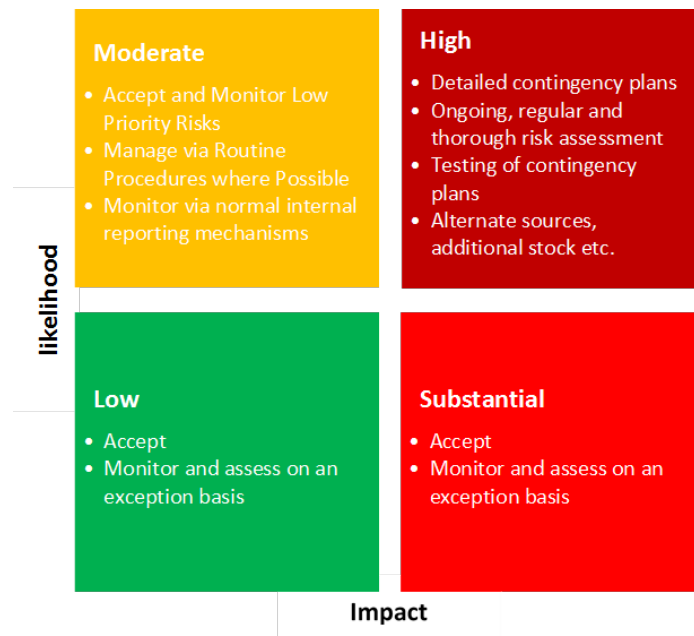 Moderate
• Accept and Monitor Low
Priority Risks
• Manage via Routine
Procedures where Possible
• Monitor via normal internal
reporting mechanisms
High
• Detailed contingency plans
• Ongoing, regular and
thorough risk assessment
• Testing of contingency
plans
• Alternate sources,
additional stock etc.
likelihood
Low
• Accept
• Monitor and assess on an
exception basis
Substantial
• Accept
• Monitor and assess on an
exception basis
Impact